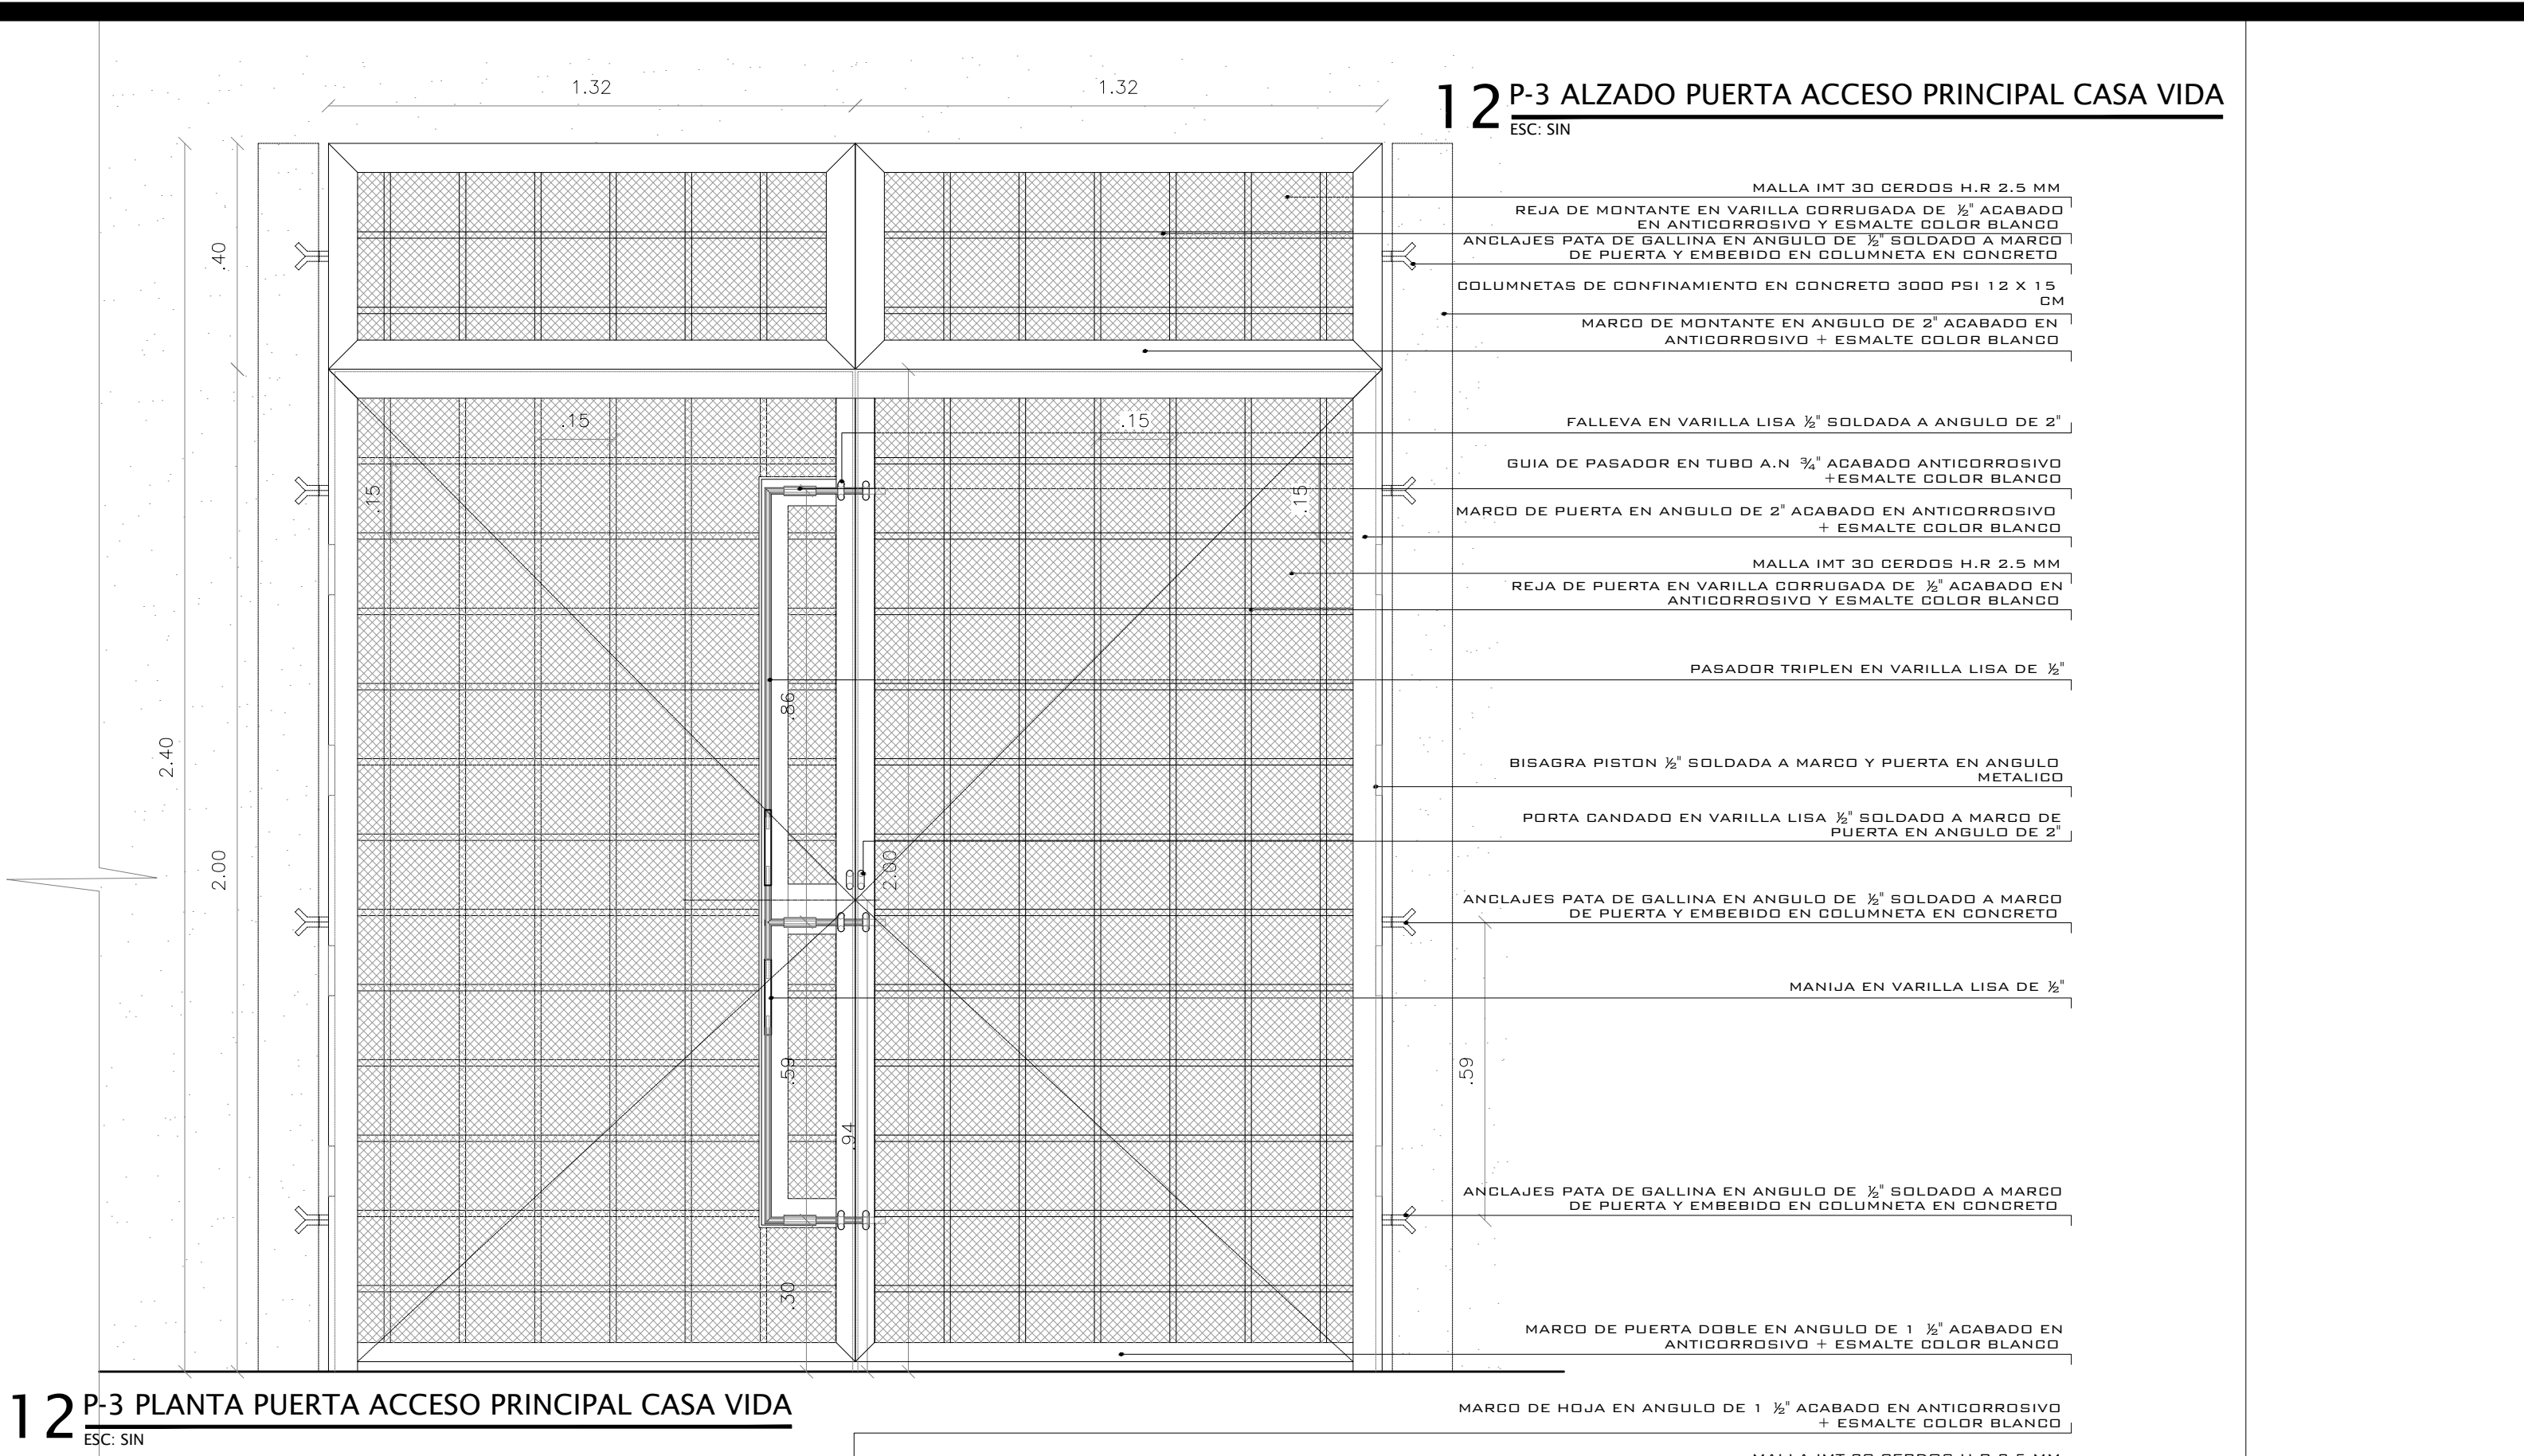 1.32
1.32
12 P-3 ALZADO PUERTA ACCESO PRINCIPAL CASA VIDA
ESC: SIN
MALLA IMT 30 CERDOS H.R 2.5 MM
REJA DE MONTANTE EN VARILLA CORRUGADA DE ½" ACABADO
EN ANTICORROSIVO Y ESMALTE COLOR BLANCO
ANCLAJES PATA DE GALLINA EN ANGULO DE ½" SOLDADO A MARCO
DE PUERTA Y EMBEBIDO EN COLUMNETA EN CONCRETO
COLUMNETAS DE CONFINAMIENTO EN CONCRETO 3000 PSI 12 X 15
CM
MARCO DE MONTANTE EN ANGULO DE 2" ACABADO EN
ANTICORROSIVO + ESMALTE COLOR BLANCO
FALLEVA EN VARILLA LISA ½" SOLDADA A ANGULO DE 2"
GUIA DE PASADOR EN TUBO A.N ¾" ACABADO ANTICORROSIVO
+ESMALTE COLOR BLANCO
MARCO DE PUERTA EN ANGULO DE 2" ACABADO EN ANTICORROSIVO
+ ESMALTE COLOR BLANCO
MALLA IMT 30 CERDOS H.R 2.5 MM
REJA DE PUERTA EN VARILLA CORRUGADA DE ½" ACABADO EN
ANTICORROSIVO Y ESMALTE COLOR BLANCO
PASADOR TRIPLEN EN VARILLA LISA DE ½"
BISAGRA PISTON ½" SOLDADA A MARCO Y PUERTA EN ANGULO
METALICO
PORTA CANDADO EN VARILLA LISA ½" SOLDADO A MARCO DE
PUERTA EN ANGULO DE 2"
ANCLAJES PATA DE GALLINA EN ANGULO DE ½" SOLDADO A MARCO
DE PUERTA Y EMBEBIDO EN COLUMNETA EN CONCRETO
MANIJA EN VARILLA LISA DE ½"
ANCLAJES PATA DE GALLINA EN ANGULO DE ½" SOLDADO A MARCO
DE PUERTA Y EMBEBIDO EN COLUMNETA EN CONCRETO
MARCO DE PUERTA DOBLE EN ANGULO DE 1 ½" ACABADO EN
ANTICORROSIVO + ESMALTE COLOR BLANCO
MARCO DE HOJA EN ANGULO DE 1 ½" ACABADO EN ANTICORROSIVO
+ ESMALTE COLOR BLANCO
MALLA IMT 30 CERDOS H.R 2.5 MM
.40
2.40
2.00
.15
.15
.15
.15
.86
2.00
.59
.94
.30
.59
12 P-3 PLANTA PUERTA ACCESO PRINCIPAL CASA VIDA
ESC: SIN